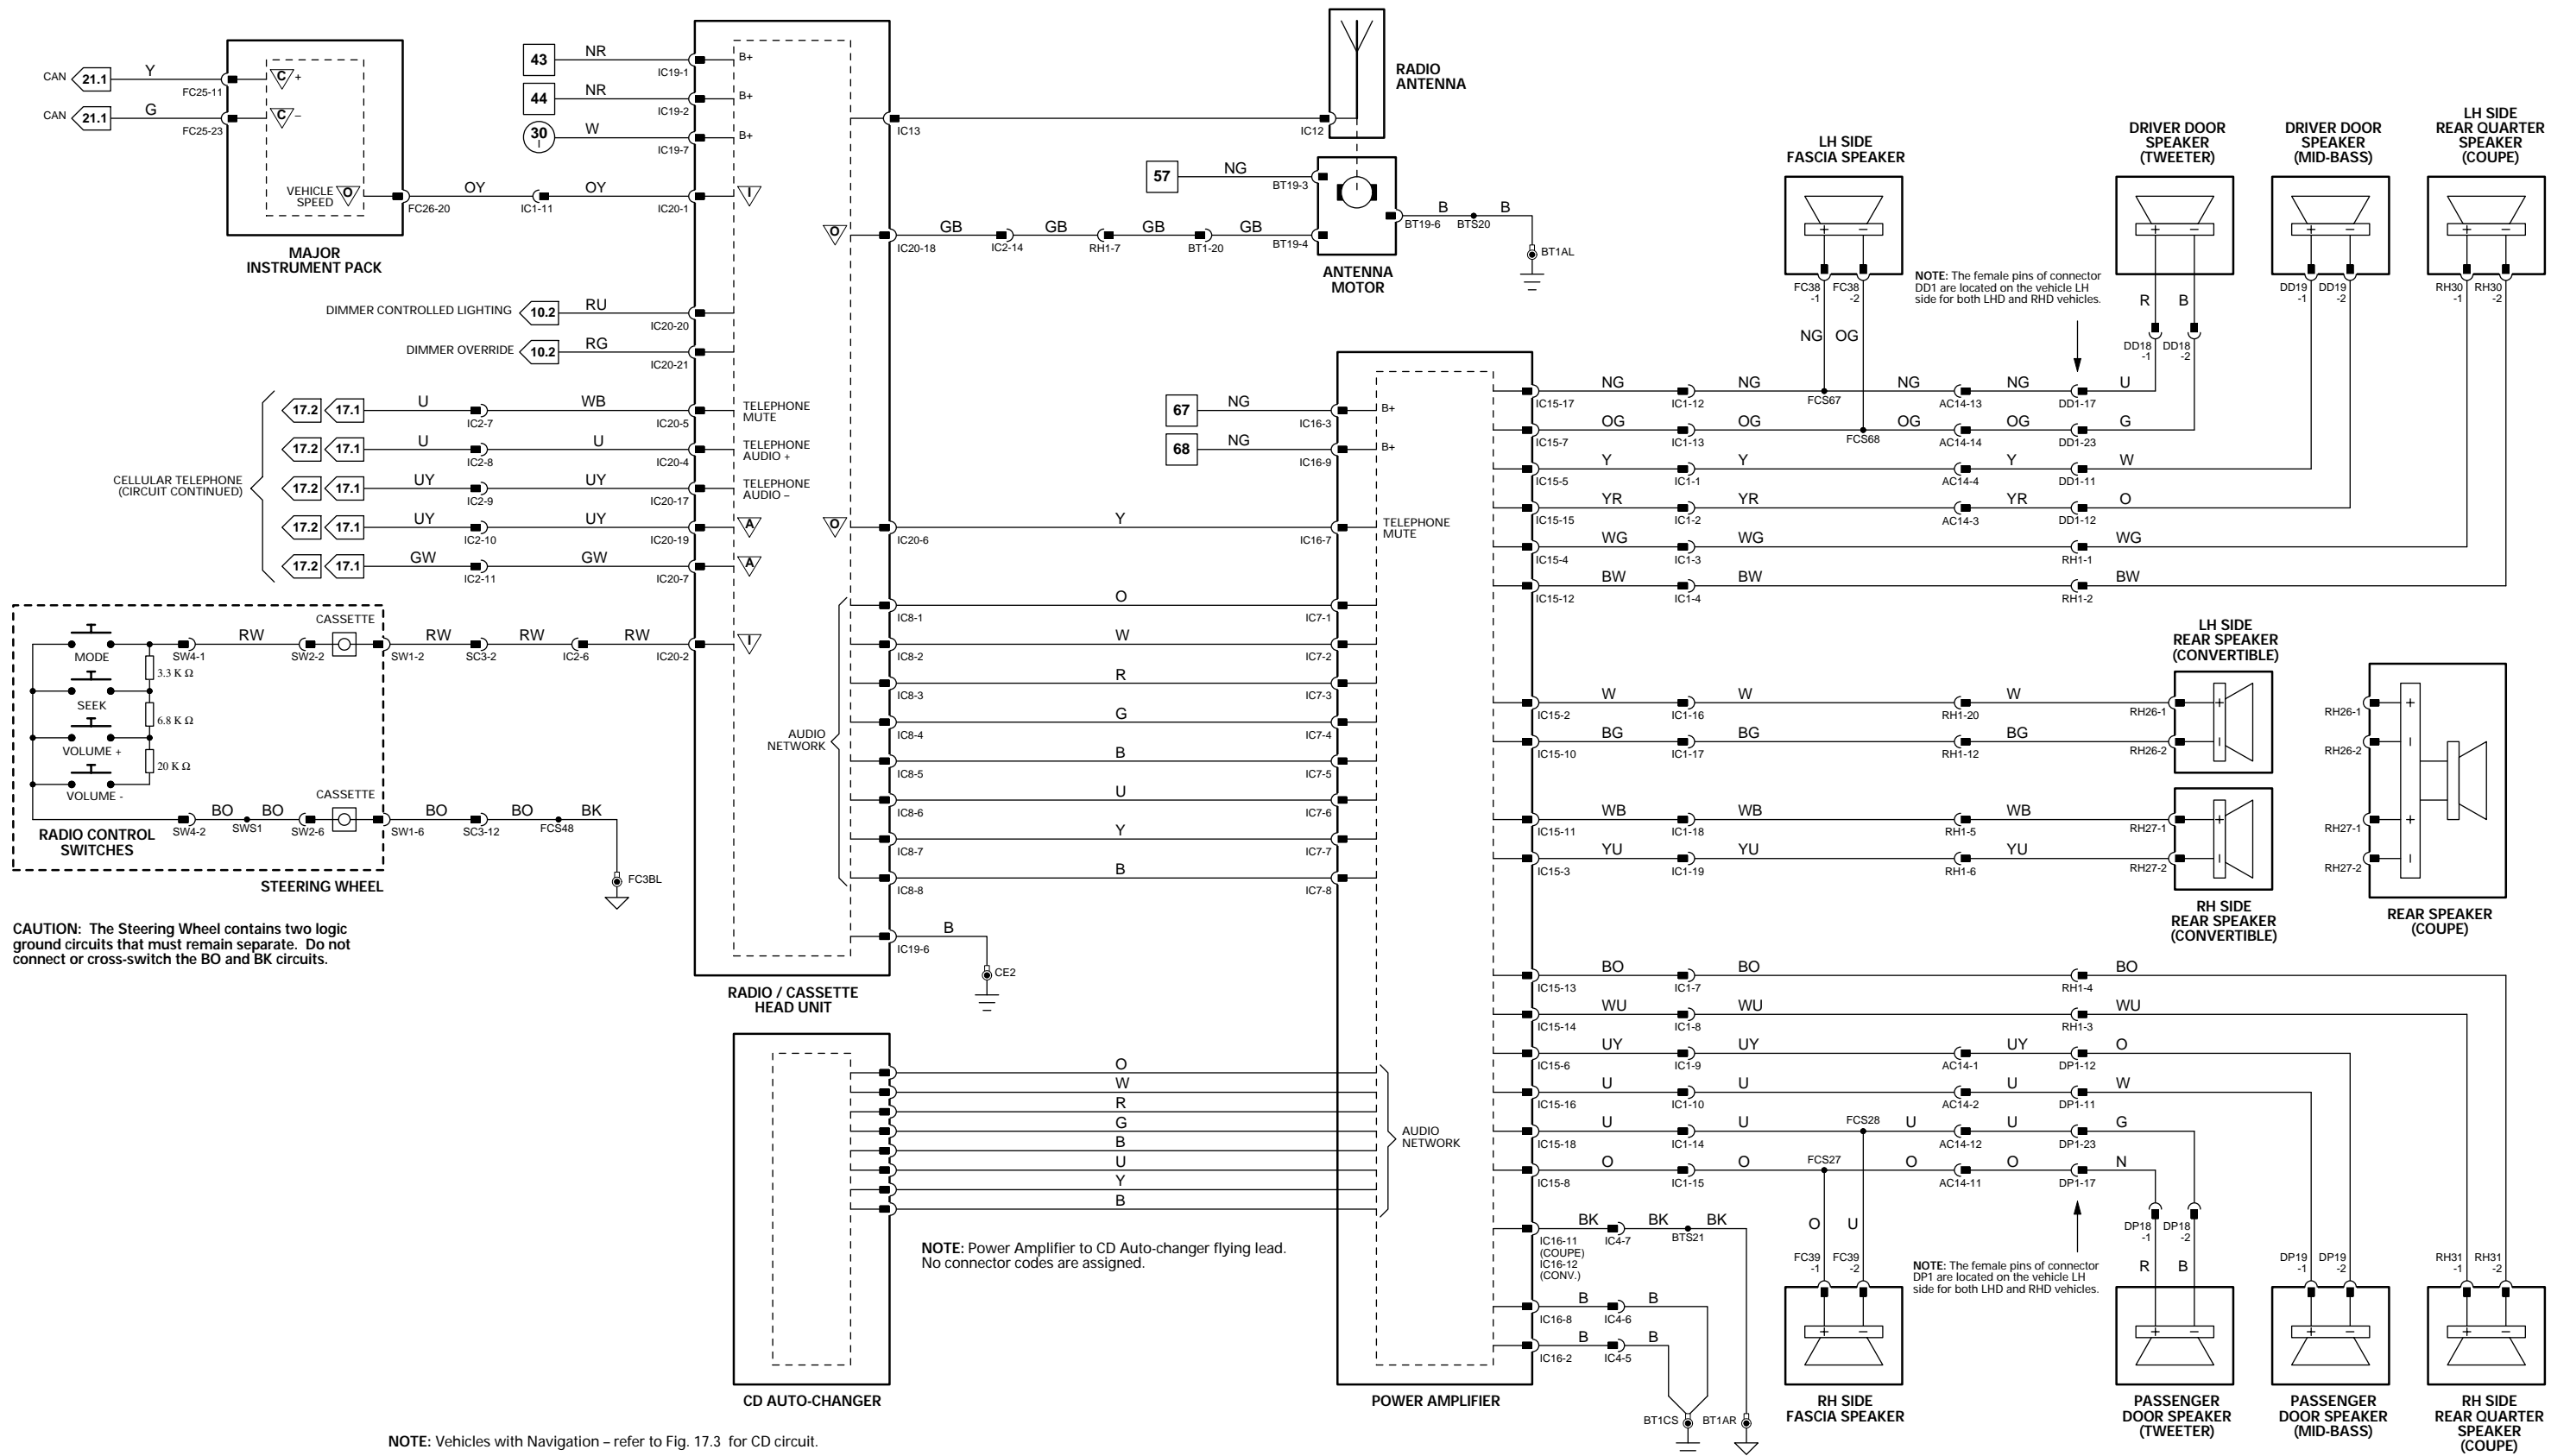 CAN 21.1 Y FC25-11 C +
CAN 21.1 G FC25-23 C –
VEHICLE
SPEED O
FC26-20 OY IC1-11 OY IC20-1 I
MAJOR
INSTRUMENT PACK
43 NR IC19-1 B+
44 NR IC19-2 B+
30 I W IC19-7 B+
DIMMER CONTROLLED LIGHTING 10.2 RU IC20-20
DIMMER OVERRIDE 10.2 RG IC20-21
CELLULAR TELEPHONE
(CIRCUIT CONTINUED)
17.2 17.1 U IC2-7 WB IC20-5 TELEPHONE
MUTE
17.2 17.1 U IC2-8 U IC20-4 TELEPHONE
AUDIO +
17.2 17.1 UY IC2-9 UY IC20-17 TELEPHONE
AUDIO –
17.2 17.1 UY IC2-10 UY IC20-19 A
17.2 17.1 GW IC2-11 GW IC20-7 A
MODE
SEEK
VOLUME +
VOLUME -
3.3 K Ω
6.8 K Ω
20 K Ω
SW4-1 RW SW2-2 CASSETTE SW1-2 RW SC3-2 RW IC2-6 RW IC20-2 I
SW4-2 BO SWS1 BO SW2-6 CASSETTE SW1-6 BO SC3-12 BO FCS48 BK
FC3BL
RADIO CONTROL
SWITCHES
STEERING WHEEL
CAUTION: The Steering Wheel contains two logic
ground circuits that must remain separate. Do not
connect or cross-switch the BO and BK circuits.
IC13 IC12
RADIO
ANTENNA
57 NG BT19-3
O IC20-18 GB IC2-14 GB RH1-7 GB BT1-20 GB BT19-4
BT19-6 B BTS20 B
BT1AL
ANTENNA
MOTOR
67 NG IC16-3 B+
68 NG IC16-9 B+
O IC20-6 Y IC16-7 TELEPHONE
MUTE
AUDIO
NETWORK
IC8-1 O IC7-1
IC8-2 W IC7-2
IC8-3 R IC7-3
IC8-4 G IC7-4
IC8-5 B IC7-5
IC8-6 U IC7-6
IC8-7 Y IC7-7
IC8-8 B IC7-8
IC19-6 B
CE2
RADIO / CASSETTE
HEAD UNIT
O
W
R
G
B
U
Y
B
AUDIO
NETWORK
NOTE: Power Amplifier to CD Auto-changer flying lead.
No connector codes are assigned.
CD AUTO-CHANGER
POWER AMPLIFIER
NOTE: Vehicles with Navigation – refer to Fig. 17.3 for CD circuit.
LH SIDE
FASCIA SPEAKER
+ –
FC38
-1
FC38
-2
NG OG
DRIVER DOOR
SPEAKER
(TWEETER)
+ –
R B
DD18
-1
DD18
-2
DRIVER DOOR
SPEAKER
(MID-BASS)
+ –
DD19
-1
DD19
-2
LH SIDE
REAR QUARTER
SPEAKER
(COUPE)
+ –
RH30
-1
RH30
-2
NOTE: The female pins of connector
DD1 are located on the vehicle LH
side for both LHD and RHD vehicles.
IC15-17 NG IC1-12 NG FCS67 NG AC14-13 NG DD1-17 U
IC15-7 OG IC1-13 OG FCS68 OG AC14-14 OG DD1-23 G
IC15-5 Y IC1-1 Y AC14-4 Y DD1-11 W
IC15-15 YR IC1-2 YR AC14-3 YR DD1-12 O
IC15-4 WG IC1-3 WG RH1-1 WG
IC15-12 BW IC1-4 BW RH1-2 BW
LH SIDE
REAR SPEAKER
(CONVERTIBLE)
IC15-2 W IC1-16 W RH1-20 W RH26-1 +
IC15-10 BG IC1-17 BG RH1-12 BG RH26-2 –
IC15-11 WB IC1-18 WB RH1-5 WB RH27-1 +
IC15-3 YU IC1-19 YU RH1-6 YU RH27-2 –
RH SIDE
REAR SPEAKER
(CONVERTIBLE)
RH26-1 +
RH26-2 –
RH27-1 +
RH27-2 –
REAR SPEAKER
(COUPE)
IC15-13 BO IC1-7 BO RH1-4 BO
IC15-14 WU IC1-8 WU RH1-3 WU
IC15-6 UY IC1-9 UY AC14-1 UY DP1-12 O
IC15-16 U IC1-10 U AC14-2 U DP1-11 W
IC15-18 U IC1-14 U FCS28 U AC14-12 U DP1-23 G
IC15-8 O IC1-15 O FCS27 O AC14-11 O DP1-17 N
IC16-11
(COUPE)
IC16-12
(CONV.)
BK IC4-7 BK BTS21 BK
IC16-8 B IC4-6 B
IC16-2 B IC4-5 B
BT1CS BT1AR
O U
FC39
-1
FC39
-2
+ –
RH SIDE
FASCIA SPEAKER
NOTE: The female pins of connector
DP1 are located on the vehicle LH
side for both LHD and RHD vehicles.
DP18
-1
DP18
-2
R B
+ –
PASSENGER
DOOR SPEAKER
(TWEETER)
DP19
-1
DP19
-2
+ –
PASSENGER
DOOR SPEAKER
(MID-BASS)
RH31
-1
RH31
-2
+ –
RH SIDE
REAR QUARTER
SPEAKER
(COUPE)